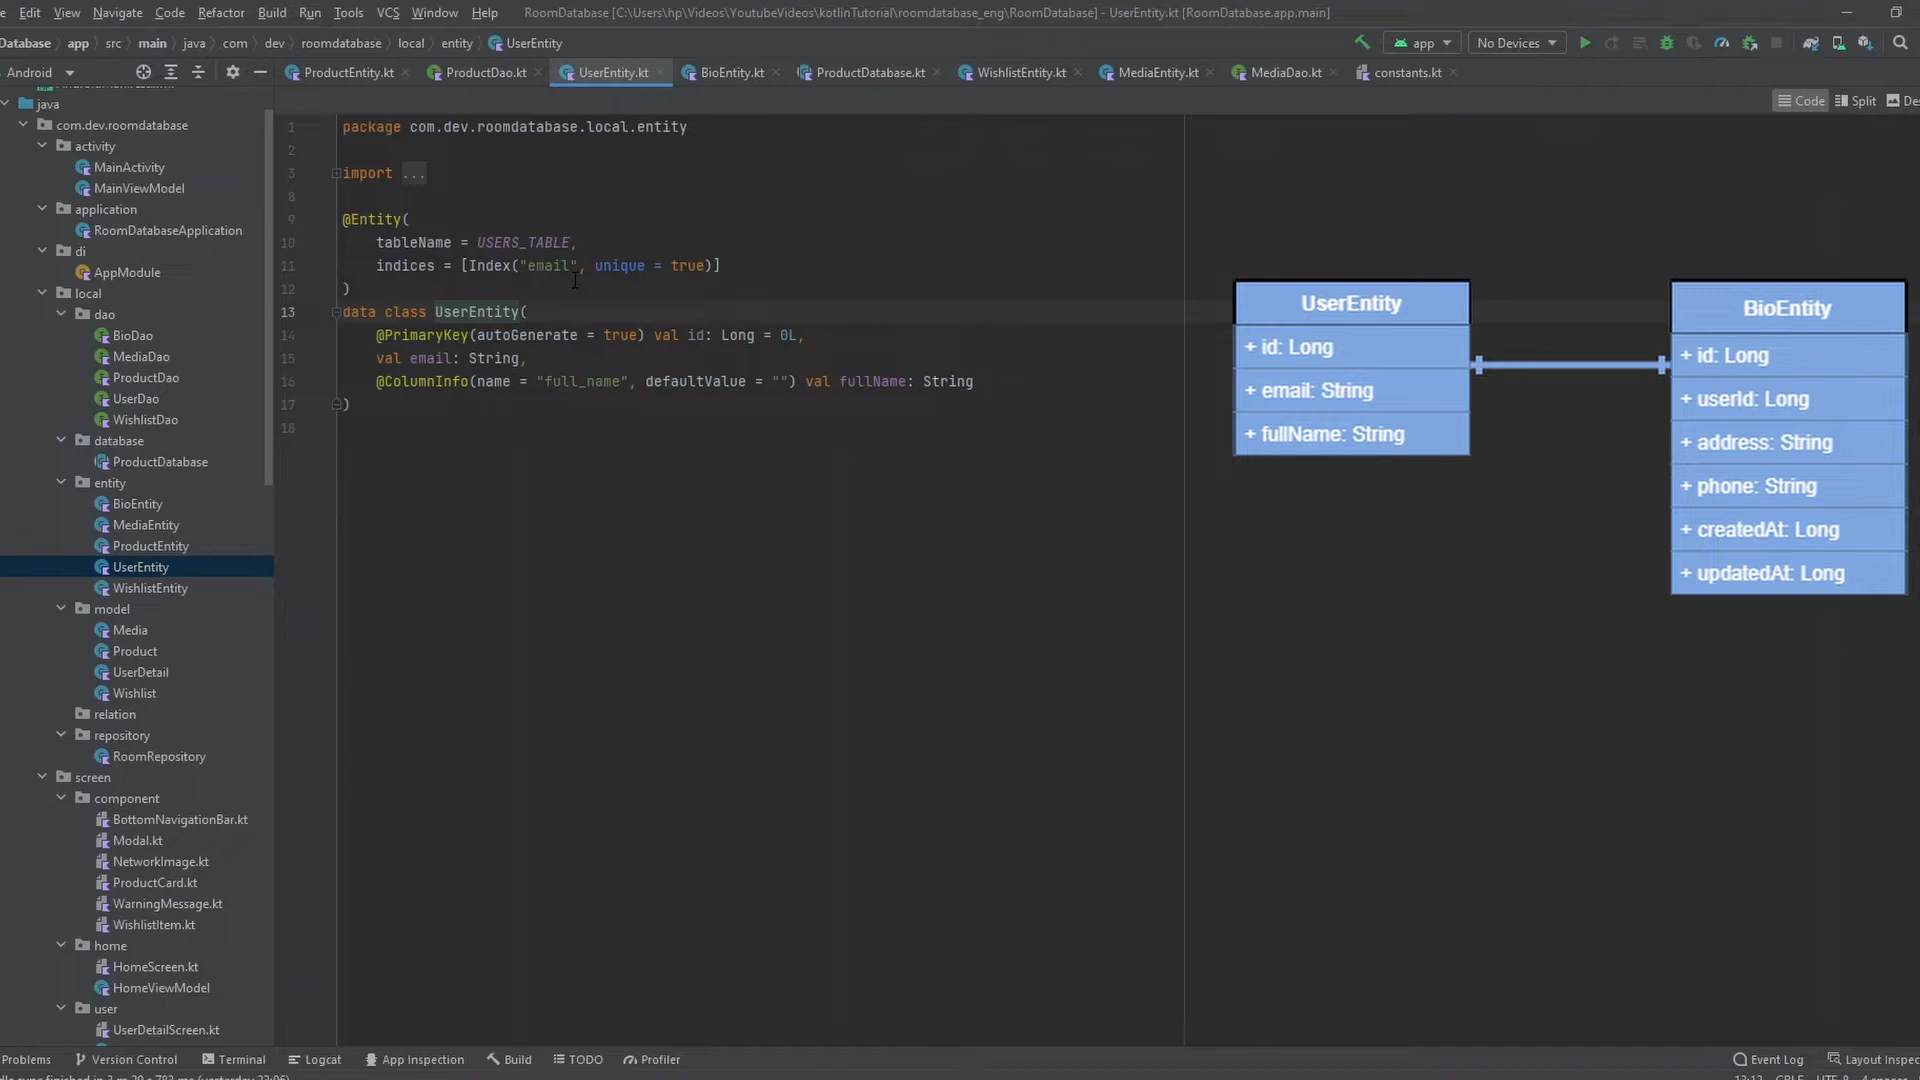 Edit View Navigate Code Refactor Build Run Tools VCS Window Help RoomDatabase [C:\Users\hp\Videos\YoutubeVideos\kotlinTutorial\roomdatabase_eng\RoomDatabase] - UserEntity.kt [RoomDatabase.app.main]
Database app src main java com dev roomdatabase local entity UserEntity app No Devices
Android ProductEntity.kt ProductDao.kt UserEntity.kt BioEntity.kt ProductDatabase.kt WishlistEntity.kt MediaEntity.kt MediaDao.kt constants.kt
Code Split
java
com.dev.roomdatabase
activity
MainActivity
MainViewModel
application
RoomDatabaseApplication
di
AppModule
local
dao
BioDao
MediaDao
ProductDao
UserDao
WishlistDao
database
ProductDatabase
entity
BioEntity
MediaEntity
ProductEntity
UserEntity
WishlistEntity
model
Media
Product
UserDetail
Wishlist
relation
repository
RoomRepository
screen
component
BottomNavigationBar.kt
Modal.kt
NetworkImage.kt
ProductCard.kt
WarningMessage.kt
WishlistItem.kt
home
HomeScreen.kt
HomeViewModel
user
UserDetailScreen.kt
1 package com.dev.roomdatabase.local.entity
2
3 import ...
8
9 @Entity(
10 tableName = USERS_TABLE,
11 indices = [Index("email", unique = true)]
12 )
13 data class UserEntity(
14 @PrimaryKey(autoGenerate = true) val id: Long = 0L,
15 val email: String,
16 @ColumnInfo(name = "full_name", defaultValue = "") val fullName: String
17 )
18
UserEntity
+ id: Long
+ email: String
+ fullName: String
BioEntity
+ id: Long
+ userId: Long
+ address: String
+ phone: String
+ createdAt: Long
+ updatedAt: Long
Problems Version Control Terminal Logcat App Inspection Build TODO Profiler Event Log Layout Inspec